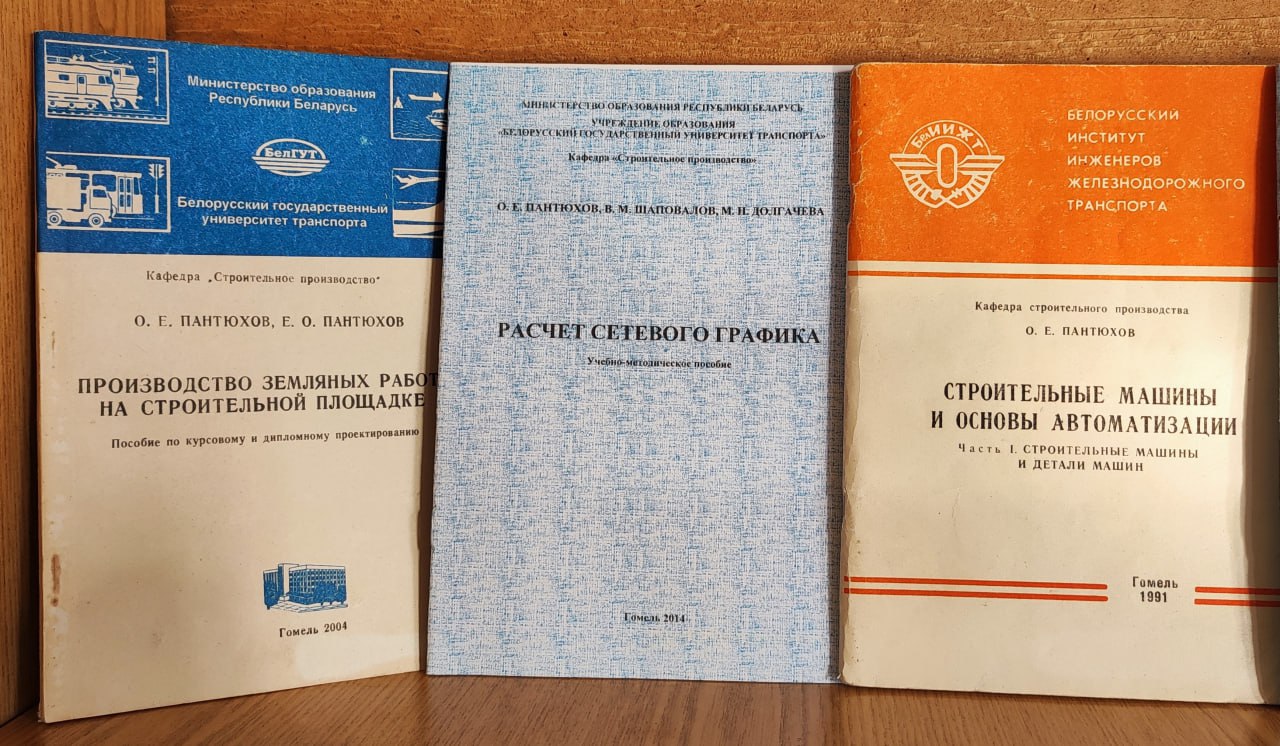 Министерство образования
Республики Беларусь
БелГУТ
Белорусский государственный
университет транспорта
Кафедра „Строительное производство"
О. Е. ПАНТЮХОВ, Е. О. ПАНТЮХОВ
ПРОИЗВОДСТВО ЗЕМЛЯНЫХ РАБОТ
НА СТРОИТЕЛЬНОЙ ПЛОЩАДКЕ
Пособие по курсовому и дипломному проектированию
Гомель 2004
МИНИСТЕРСТВО ОБРАЗОВАНИЯ РЕСПУБЛИКИ БЕЛАРУСЬ
УЧРЕЖДЕНИЕ ОБРАЗОВАНИЯ
«БЕЛОРУССКИЙ ГОСУДАРСТВЕННЫЙ УНИВЕРСИТЕТ ТРАНСПОРТА»
Кафедра «Строительное производство»
О. Е. ПАНТЮХОВ, В. М. ШАПОВАЛОВ, М. Н. ДОЛГАЧЕВА
РАСЧЕТ СЕТЕВОГО ГРАФИКА
Учебно-методическое пособие
Гомель 2014
БелИИЖТ
БЕЛОРУССКИЙ
ИНСТИТУТ
ИНЖЕНЕРОВ
ЖЕЛЕЗНОДОРОЖНОГО
ТРАНСПОРТА
Кафедра строительного производства
О. Е. ПАНТЮХОВ
СТРОИТЕЛЬНЫЕ МАШИНЫ
И ОСНОВЫ АВТОМАТИЗАЦИИ
Часть I. СТРОИТЕЛЬНЫЕ МАШИНЫ
И ДЕТАЛИ МАШИН
Гомель
1991